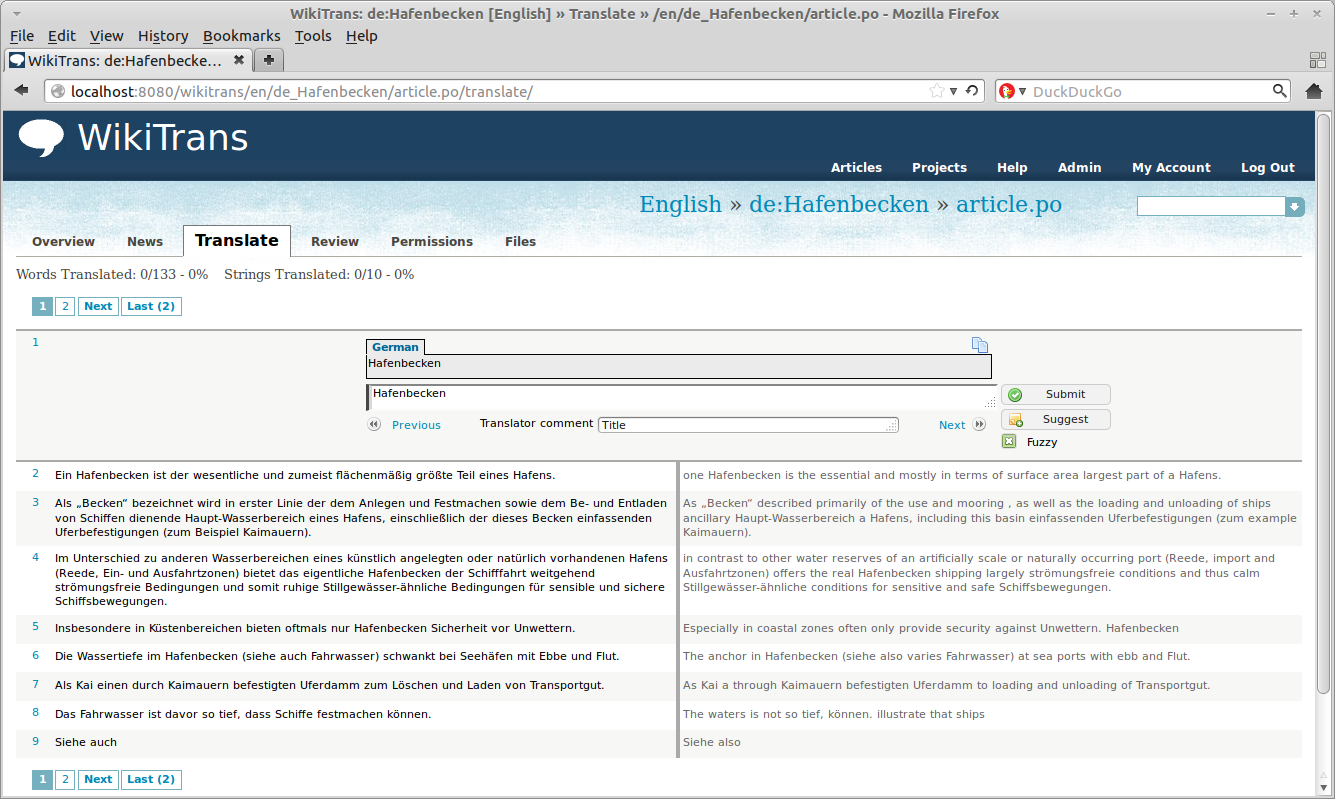 WikiTrans: de:Hafenbecken [English] » Translate » /en/de_Hafenbecken/article.po - Mozilla Firefox
File Edit View History Bookmarks Tools Help
WikiTrans: de:Hafenbecke...
localhost:8080/wikitrans/en/de_Hafenbecken/article.po/translate/
DuckDuckGo
WikiTrans
Articles Projects Help Admin My Account Log Out
English » de:Hafenbecken » article.po
Overview News Translate Review Permissions Files
Words Translated: 0/133 - 0% Strings Translated: 0/10 - 0%
1 2 Next Last (2)
1
German
Hafenbecken
Hafenbecken
Submit
Previous Translator comment Title Next
Suggest
Fuzzy
2 Ein Hafenbecken ist der wesentliche und zumeist flächenmäßig größte Teil eines Hafens.
one Hafenbecken is the essential and mostly in terms of surface area largest part of a Hafens.
3 Als „Becken“ bezeichnet wird in erster Linie der dem Anlegen und Festmachen sowie dem Be- und Entladen
von Schiffen dienende Haupt-Wasserbereich eines Hafens, einschließlich der dieses Becken einfassenden
Uferbefestigungen (zum Beispiel Kaimauern).
As „Becken“ described primarily of the use and mooring , as well as the loading and unloading of ships
ancillary Haupt-Wasserbereich a Hafens, including this basin einfassenden Uferbefestigungen (zum example
Kaimauern).
4 Im Unterschied zu anderen Wasserbereichen eines künstlich angelegten oder natürlich vorhandenen Hafens
(Reede, Ein- und Ausfahrtzonen) bietet das eigentliche Hafenbecken der Schifffahrt weitgehend
strömungsfreie Bedingungen und somit ruhige Stillgewässer-ähnliche Bedingungen für sensible und sichere
Schiffsbewegungen.
in contrast to other water reserves of an artificially scale or naturally occurring port (Reede, import and
Ausfahrtzonen) offers the real Hafenbecken shipping largely strömungsfreie conditions and thus calm
Stillgewässer-ähnliche conditions for sensitive and safe Schiffsbewegungen.
5 Insbesondere in Küstenbereichen bieten oftmals nur Hafenbecken Sicherheit vor Unwettern.
Especially in coastal zones often only provide security against Unwettern. Hafenbecken
6 Die Wassertiefe im Hafenbecken (siehe auch Fahrwasser) schwankt bei Seehäfen mit Ebbe und Flut.
The anchor in Hafenbecken (siehe also varies Fahrwasser) at sea ports with ebb and Flut.
7 Als Kai einen durch Kaimauern befestigten Uferdamm zum Löschen und Laden von Transportgut.
As Kai a through Kaimauern befestigten Uferdamm to loading and unloading of Transportgut.
8 Das Fahrwasser ist davor so tief, dass Schiffe festmachen können.
The waters is not so tief, können. illustrate that ships
9 Siehe auch
Siehe also
1 2 Next Last (2)